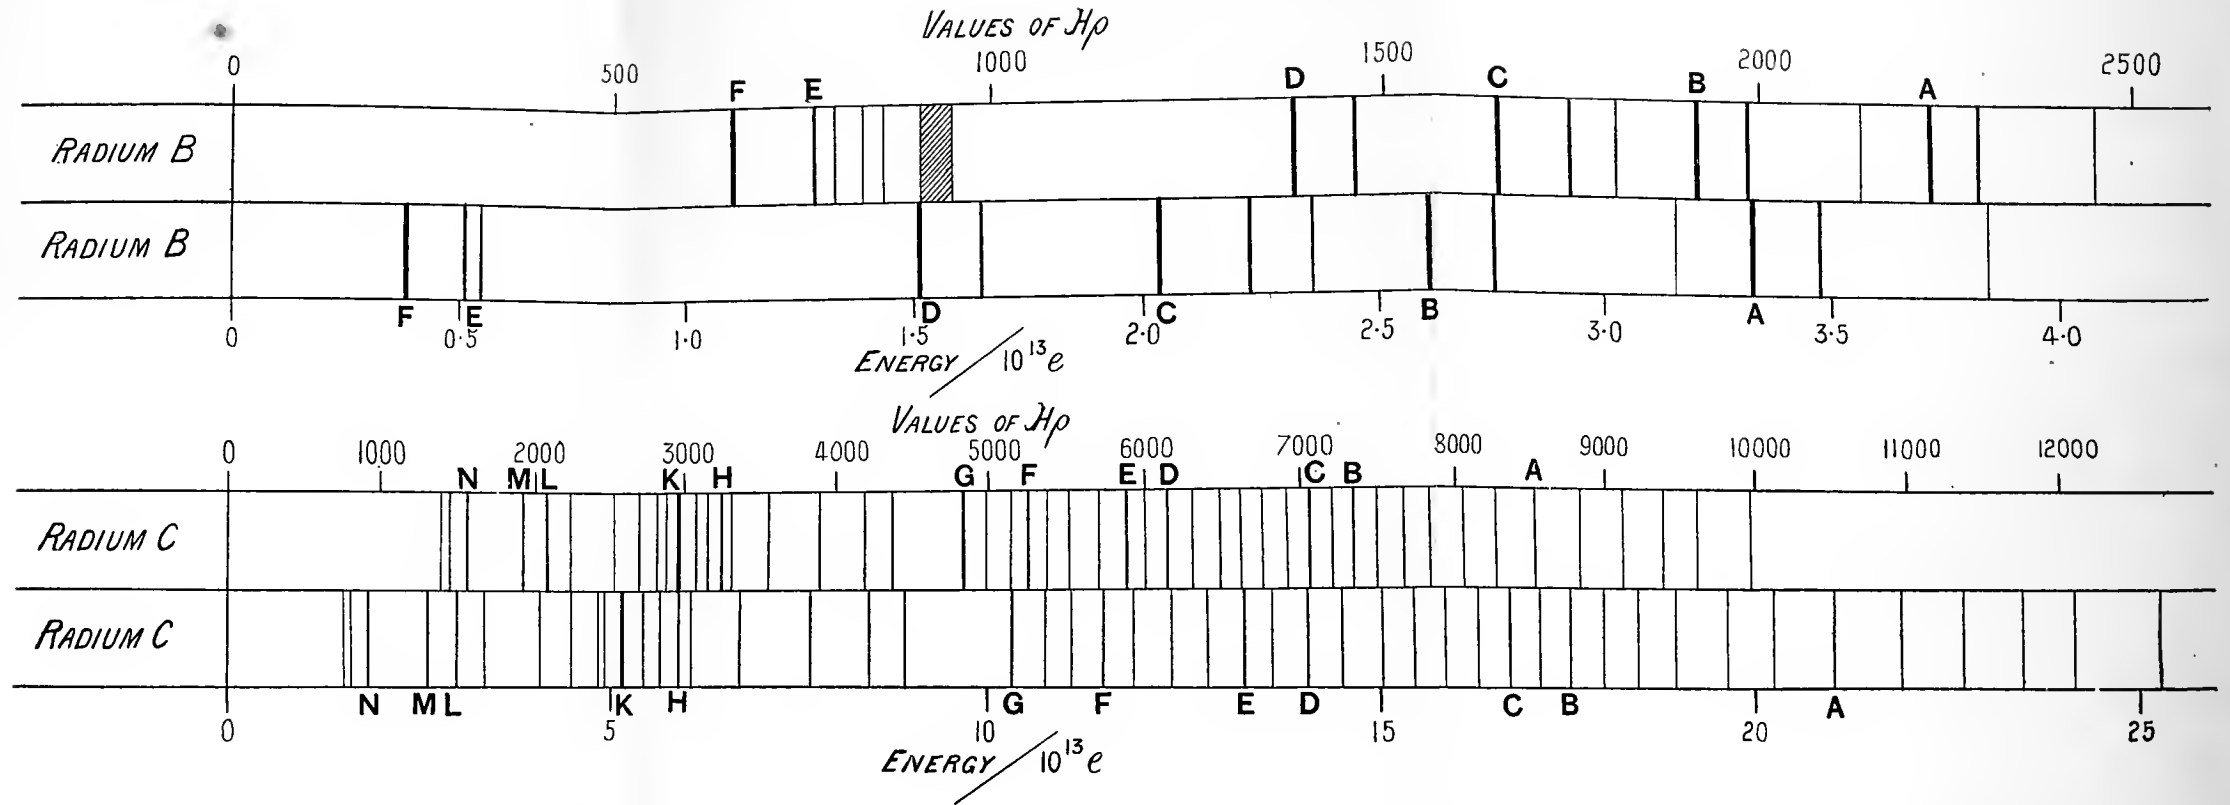 VALUES OF Hρ
0 500 1000 1500 2000 2500
F E D C B A
RADIUM B
RADIUM B
F E D C B A
0 0·5 1·0 1·5 2·0 2·5 3·0 3·5 4·0
ENERGY / 10¹³ e
VALUES OF Hρ
0 1000 2000 3000 4000 5000 6000 7000 8000 9000 10000 11000 12000
N M L K H G F E D C B A
RADIUM C
RADIUM C
N M L K H G F E D C B A
0 5 10 15 20 25
ENERGY / 10¹³ e